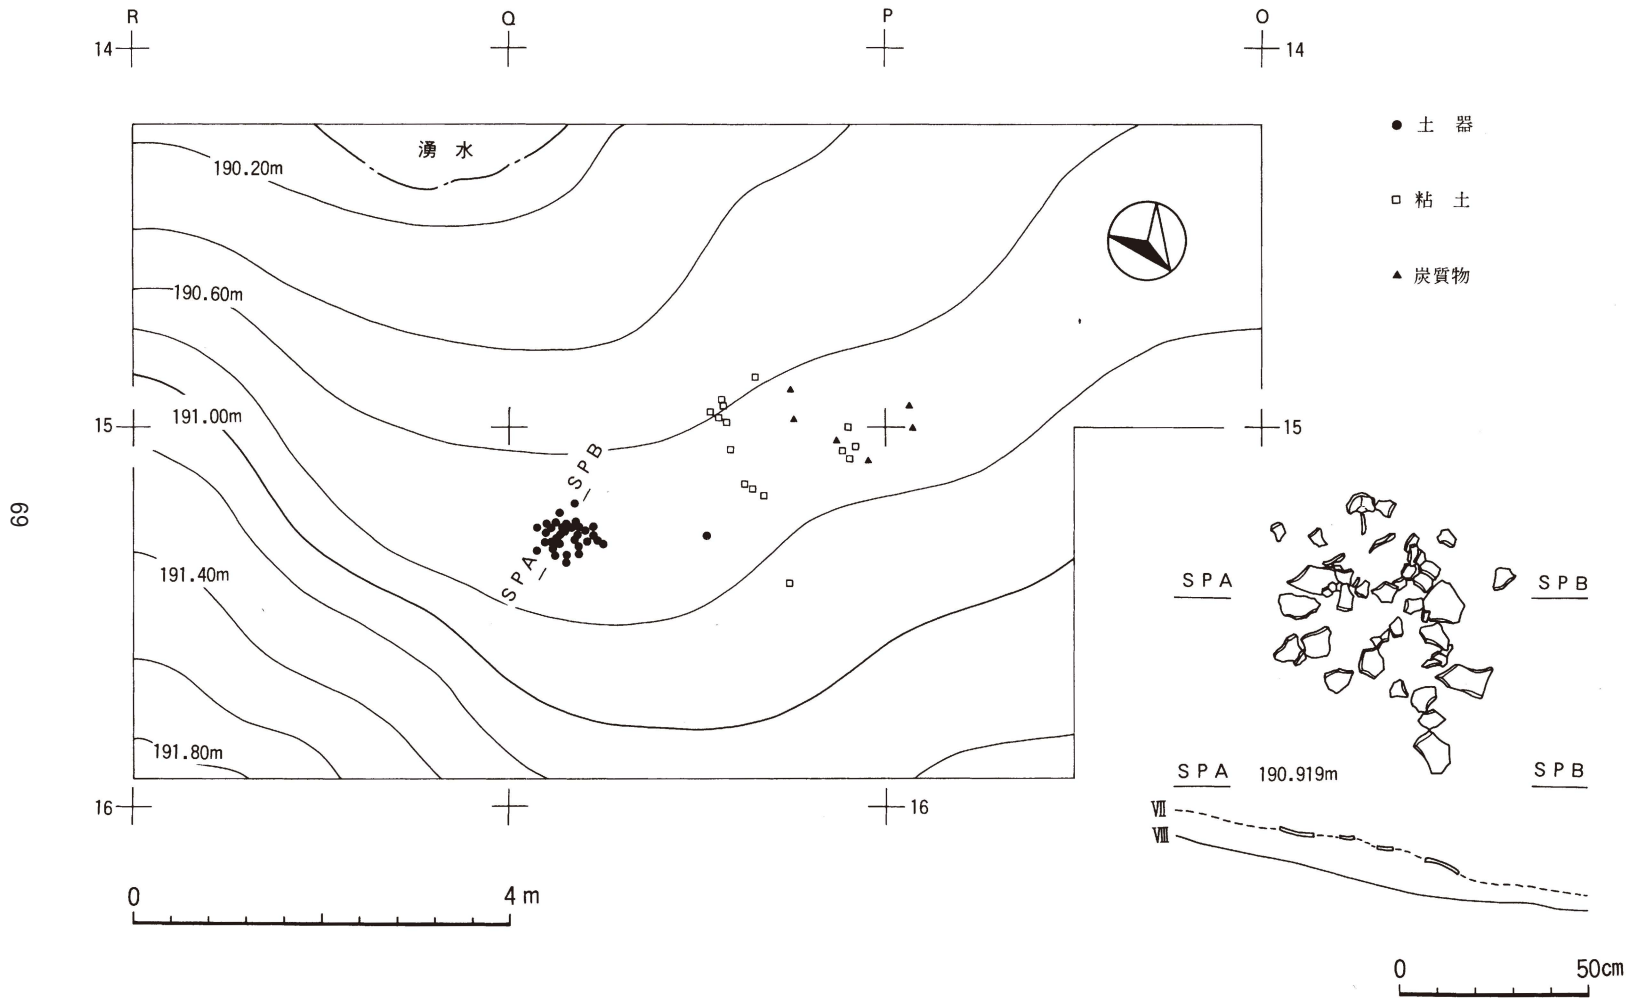 R Q P O
14 14
湧水
190.20m
190.60m
191.00m
191.40m
191.80m
15 15
16 16
SPA
SPB
● 土器
□ 粘土
▲ 炭質物
SPA SPB
SPA 190.919m SPB
Ⅶ
Ⅷ
0 4m
0 50cm
69